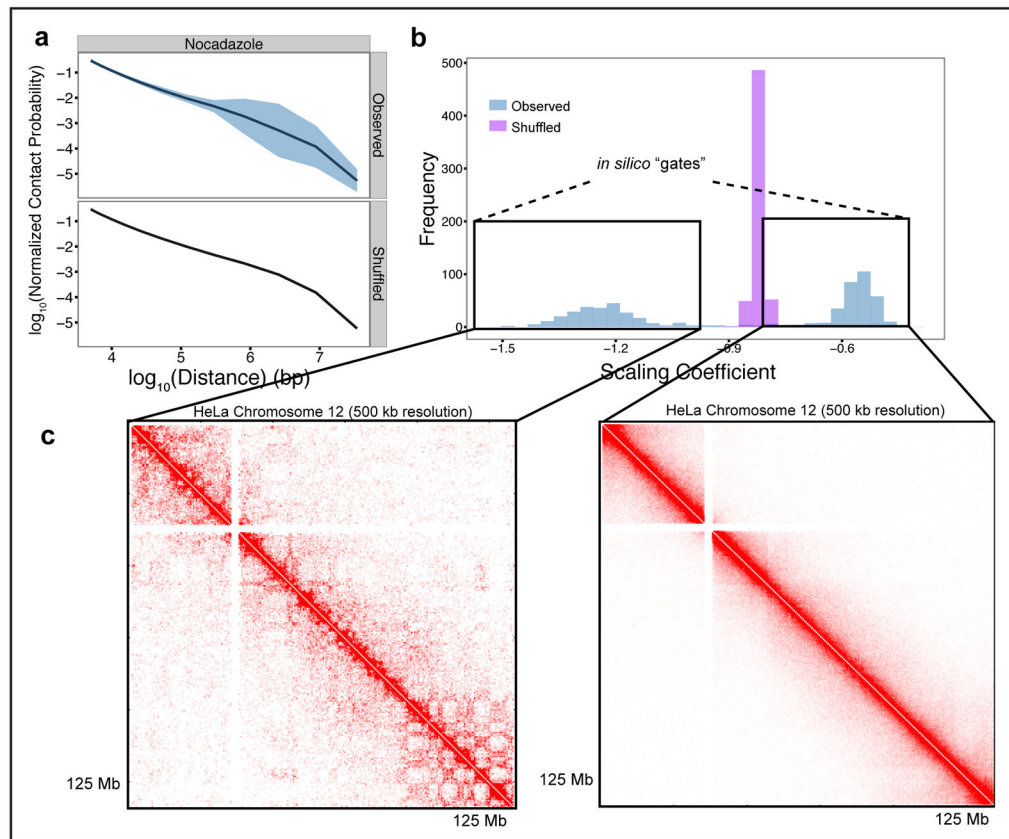 a
Nocadazole
log10(Normalized Contact Probability)
−1
−2
−3
−4
−5
Observed
−1
−2
−3
−4
−5
Shuffled
4
5
6
7
log10(Distance) (bp)
b
500
400
300
200
100
0
Frequency
Observed
Shuffled
in silico “gates”
−1.5
−1.2
−0.9
−0.6
Scaling Coefficient
c
HeLa Chromosome 12 (500 kb resolution)
125 Mb
125 Mb
HeLa Chromosome 12 (500 kb resolution)
125 Mb
125 Mb